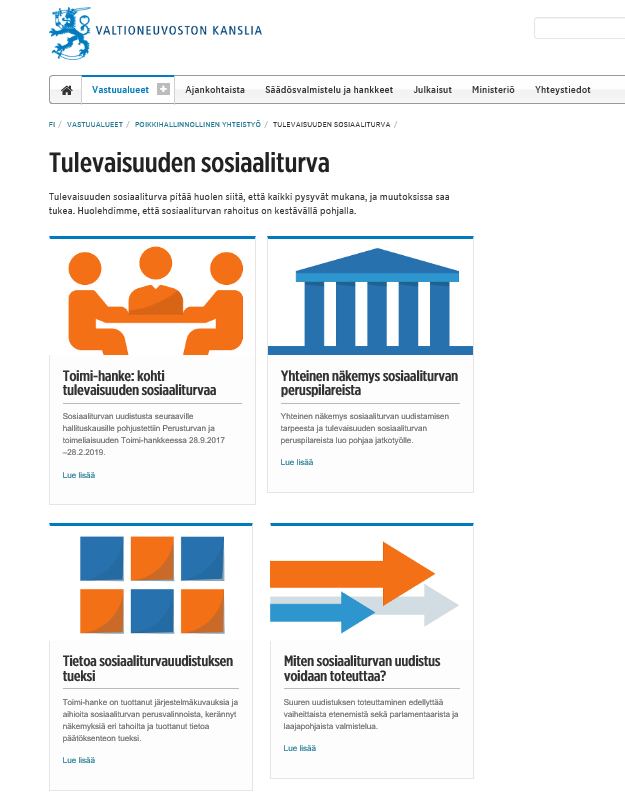 VALTIONEUVOSTON KANSLIA
Vastuualueet
Ajankohtaista
Säädösvalmistelu ja hankkeet
Julkaisut
Ministeriö
Yhteystiedot
FI / VASTUUALUEET / POIKKIHALLINNOLLINEN YHTEISTYÖ / TULEVAISUUDEN SOSIAALITURVA /
Tulevaisuuden sosiaaliturva
Tulevaisuuden sosiaaliturva pitää huolen siitä, että kaikki pysyvät mukana, ja muutoksissa saa
tukea. Huolehdimme, että sosiaaliturvan rahoitus on kestävällä pohjalla.
Toimi-hanke: kohti
tulevaisuuden sosiaaliturvaa
Sosiaaliturvan uudistusta seuraaville
hallituskausille pohjustettiin Perusturvan ja
toimeliaisuuden Toimi-hankkeessa 28.9.2017
–28.2.2019.
Lue lisää
Yhteinen näkemys sosiaaliturvan
peruspilareista
Yhteinen näkemys sosiaaliturvan uudistamisen
tarpeesta ja tulevaisuuden sosiaaliturvan
peruspilareista luo pohjaa jatkotyölle.
Lue lisää
Tietoa sosiaaliturvauudistuksen
tueksi
Toimi-hanke on tuottanut järjestelmäkuvauksia ja
aihioita sosiaaliturvan perusvalinnoista, kerännyt
näkemyksiä eri tahoilta ja tuottanut tietoa
päätöksenteon tueksi.
Lue lisää
Miten sosiaaliturvan uudistus
voidaan toteuttaa?
Suuren uudistuksen toteuttaminen edellyttää
vaiheittaista etenemistä sekä parlamentaarista ja
laajapohjaista valmistelua.
Lue lisää